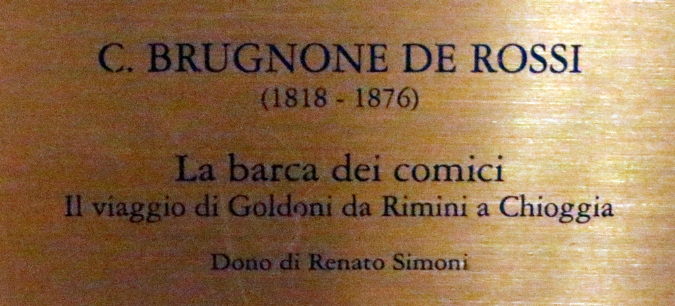 C. BRUGNONE DE ROSSI
(1818 - 1876)
La barca dei comici
Il viaggio di Goldoni da Rimini a Chioggia
Dono di Renato Simoni